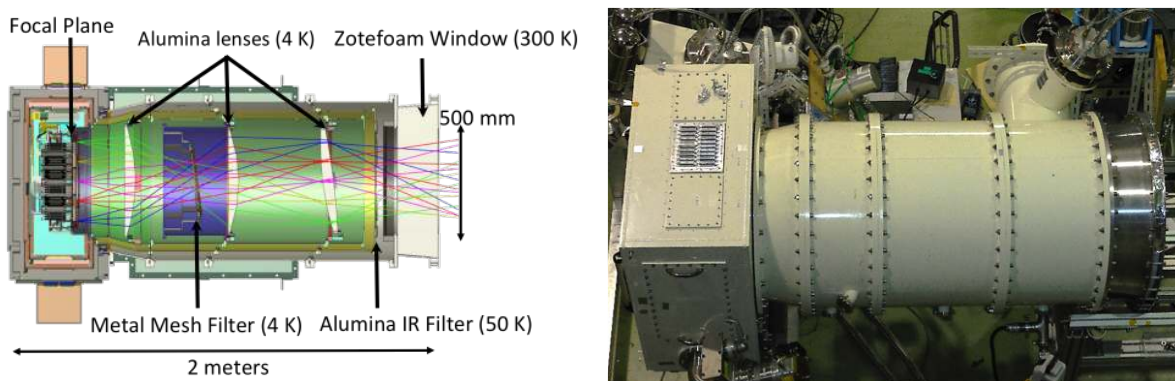 Focal Plane
Alumina lenses (4 K)
Zotefoam Window (300 K)
500 mm
Metal Mesh Filter (4 K)
Alumina IR Filter (50 K)
2 meters